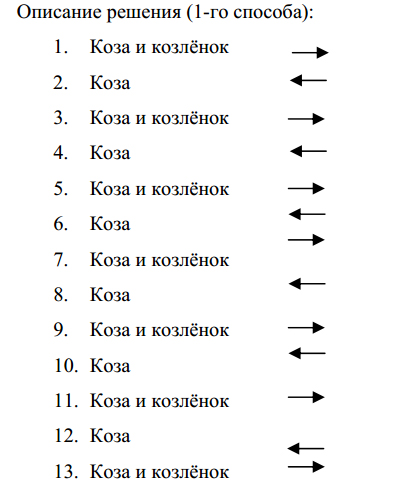 Описание решения (1-го способа):
1. Коза и козлёнок
2. Коза
3. Коза и козлёнок
4. Коза
5. Коза и козлёнок
6. Коза
7. Коза и козлёнок
8. Коза
9. Коза и козлёнок
10. Коза
11. Коза и козлёнок
12. Коза
13. Коза и козлёнок